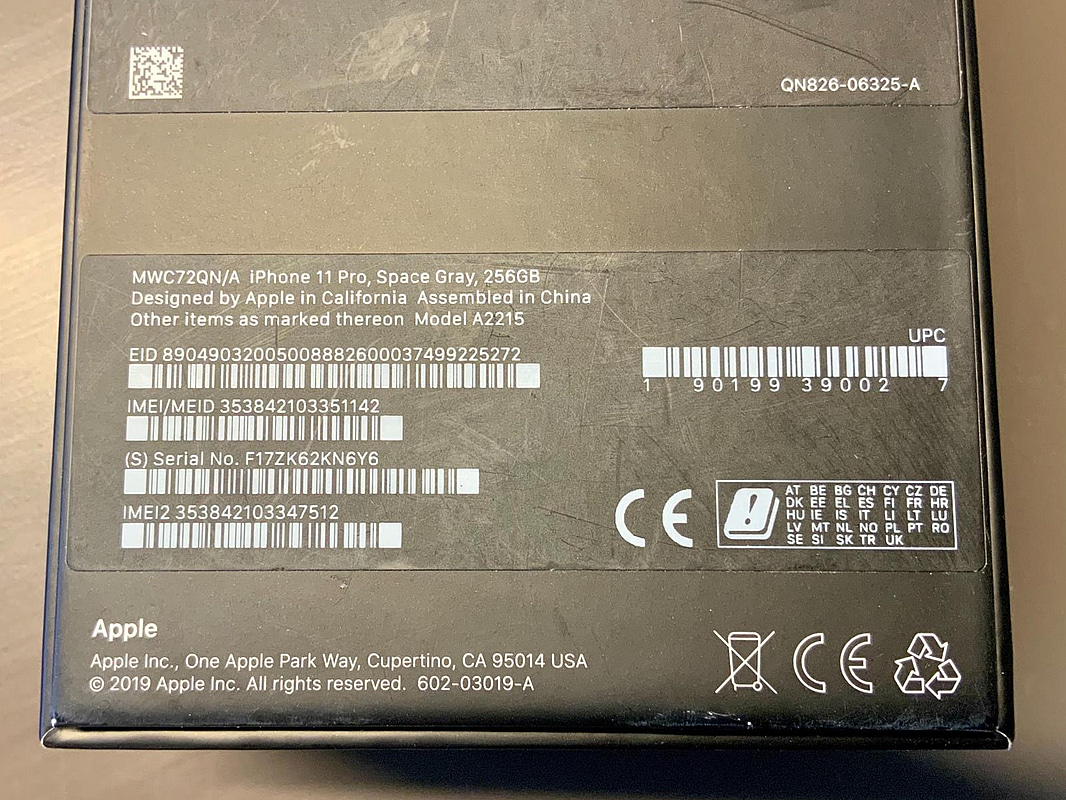 QN826-06325-A
MWC72QN/A iPhone 11 Pro, Space Gray, 256GB
Designed by Apple in California Assembled in China
Other items as marked thereon Model A2215
EID 89049032005008882600037499225272
IMEI/MEID 353842103351142
(S) Serial No. F17ZK62KN6Y6
IMEI2 353842103347512
UPC
1 90199 39002 7
CE
AT BE BG CH CY CZ DE
DK EE EL ES FI FR HR
HU IE IS IT LI LT LU
LV MT NL NO PL PT RO
SE SI SK TR UK
Apple
Apple Inc., One Apple Park Way, Cupertino, CA 95014 USA
© 2019 Apple Inc. All rights reserved. 602-03019-A
CE